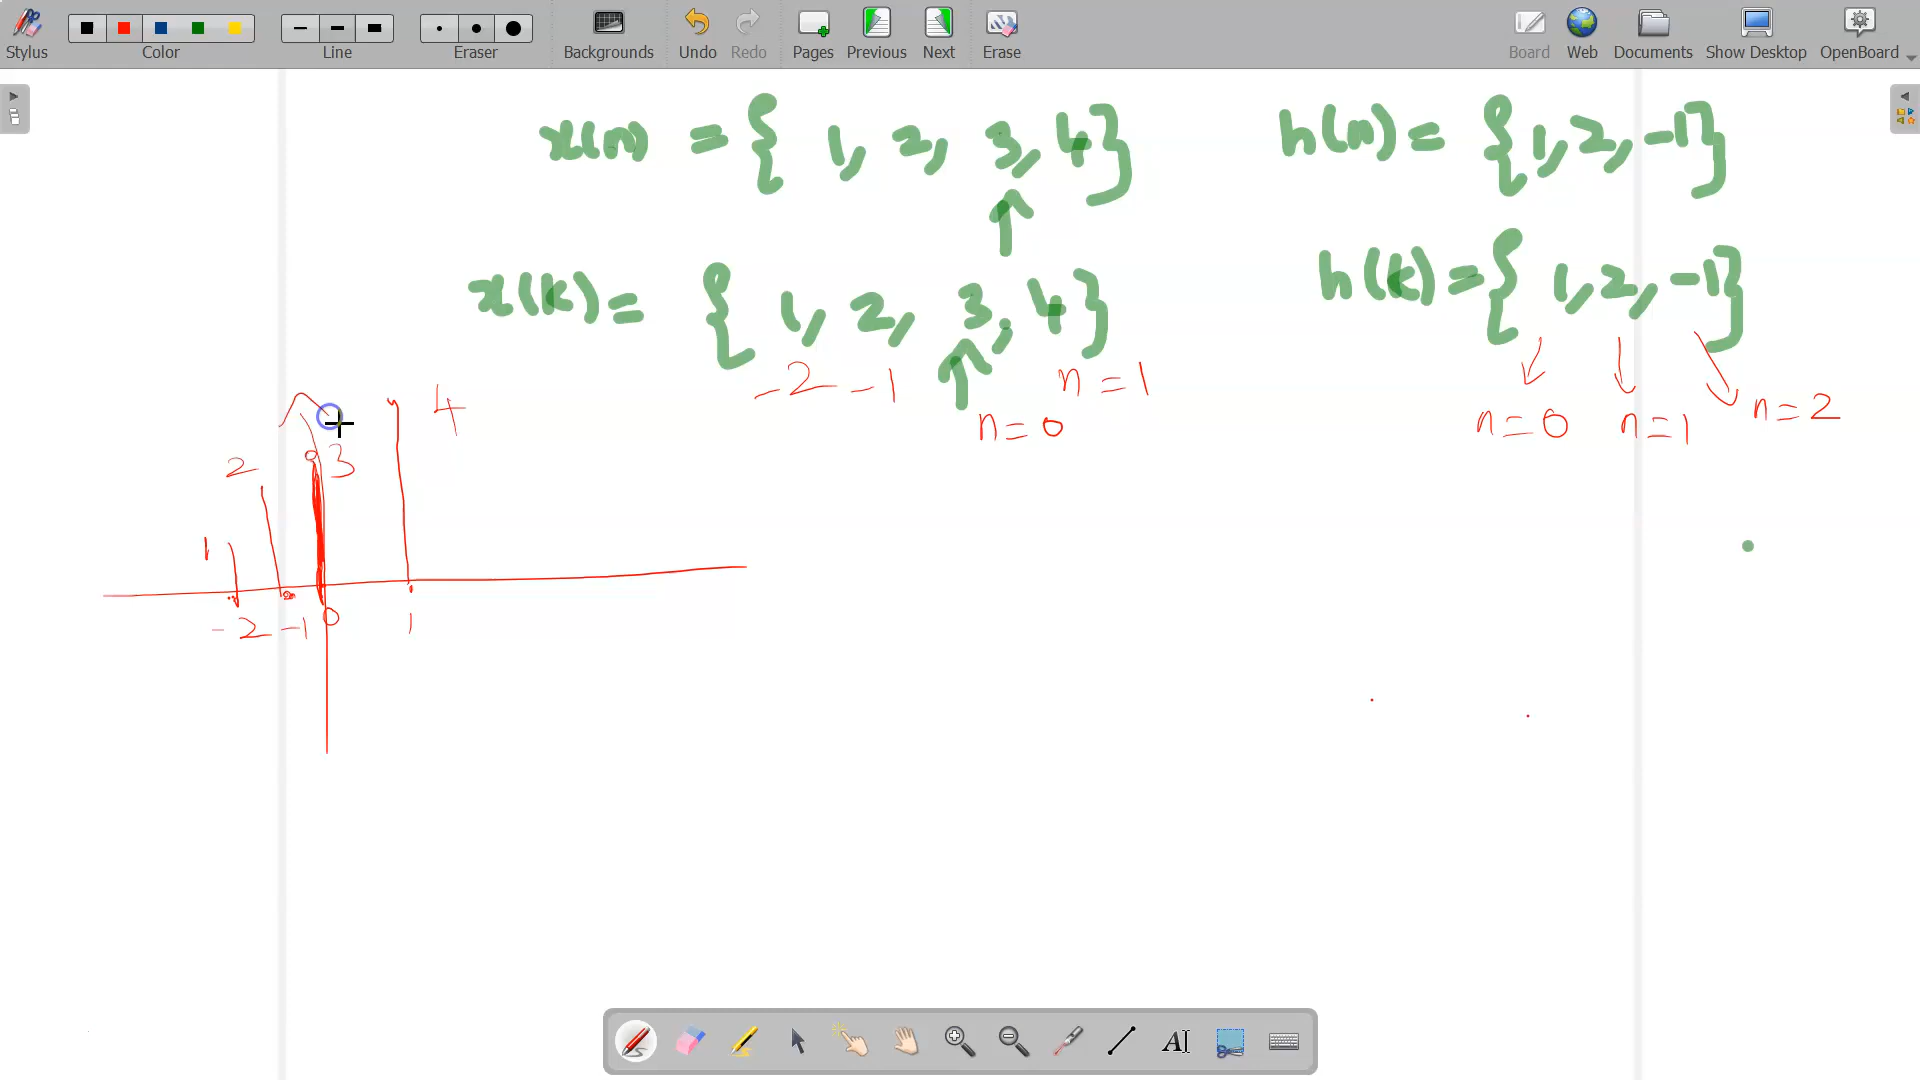 Stylus Color Line Eraser Backgrounds Undo Redo Pages Previous Next Erase Board Web Documents Show Desktop OpenBoard
x(n) = { 1, 2, 3, 4} h(n) = {1, 2, -1}
↑
x(k) = { 1, 2, 3, 4} h(k) = { 1, 2, -1}
-2 -1 ↑ n = 1
n = 0 n = 0 n = 1 n = 2
4
2 3
1
-2 -1 0 1